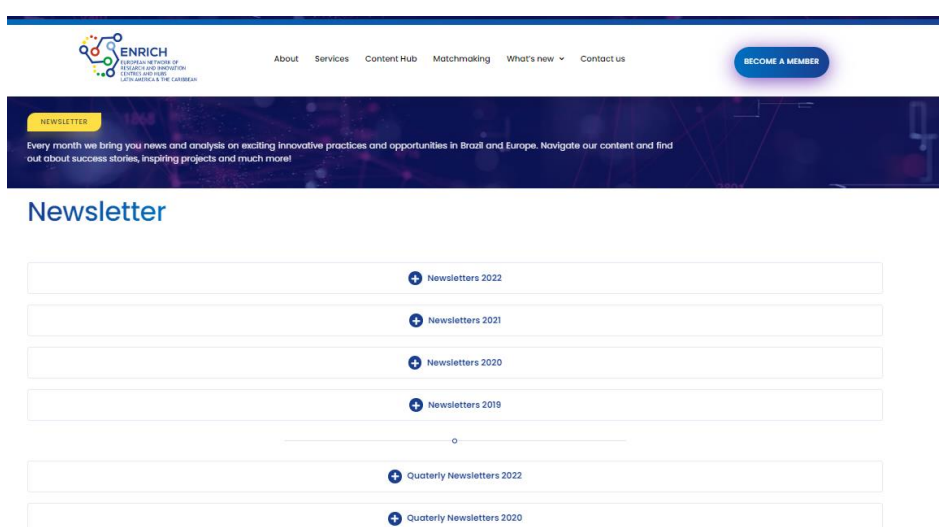 ENRICH
EUROPEAN NETWORK OF
RESEARCH AND INNOVATION
CENTRES AND HUBS
LATIN AMERICA & THE CARIBBEAN
About Services Content Hub Matchmaking What's new Contact us
BECOME A MEMBER
NEWSLETTER
Every month we bring you news and analysis on exciting innovative practices and opportunities in Brazil and Europe. Navigate our content and find
out about success stories, inspiring projects and much more!
Newsletter
Newsletters 2022
Newsletters 2021
Newsletters 2020
Newsletters 2019
Quaterly Newsletters 2022
Quaterly Newsletters 2020